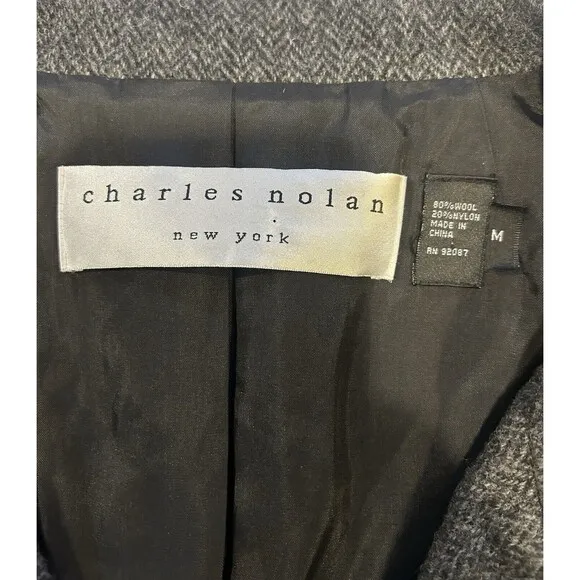 charles nolan
new york
80%WOOL
20%NYLON
MADE IN
CHINA
RN 92087
M